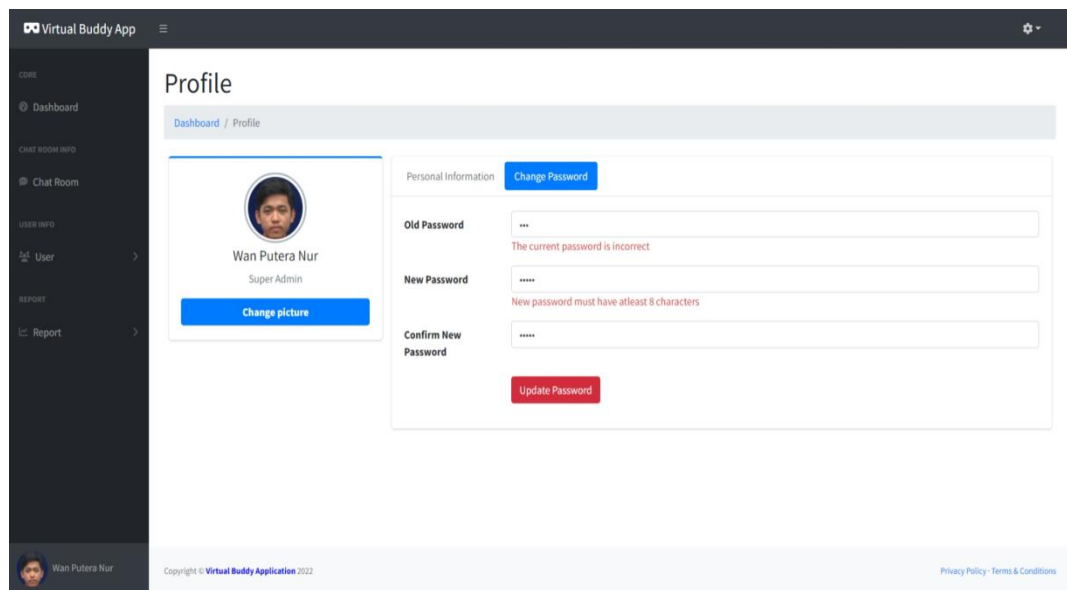 Virtual Buddy App
CORE
Dashboard
CHAT ROOM INFO
Chat Room
USER INFO
User
REPORT
Report
Wan Putera Nur
Profile
Dashboard / Profile
Wan Putera Nur
Super Admin
Change picture
Personal Information Change Password
Old Password •••
The current password is incorrect
New Password •••••
New password must have atleast 8 characters
Confirm New •••••
Password
Update Password
Copyright © Virtual Buddy Application 2022
Privacy Policy · Terms & Conditions